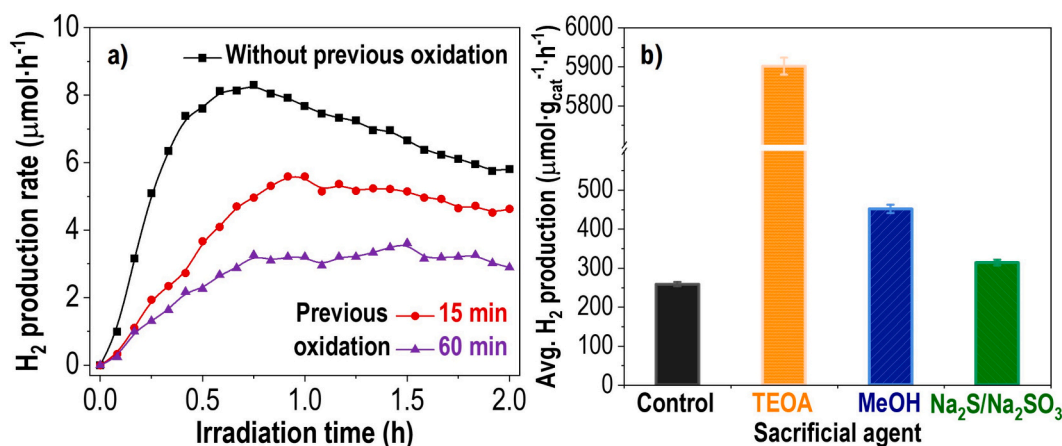 a)
Without previous oxidation
Previous
oxidation
15 min
60 min
H₂ production rate (μmol·h⁻¹)
10
8
6
4
2
0
0.0 0.5 1.0 1.5 2.0
Irradiation time (h)
b)
Avg. H₂ production (μmol·g_cat⁻¹·h⁻¹)
5900
5800
500
400
300
200
100
0
Control TEOA MeOH Na₂S/Na₂SO₃
Sacrificial agent